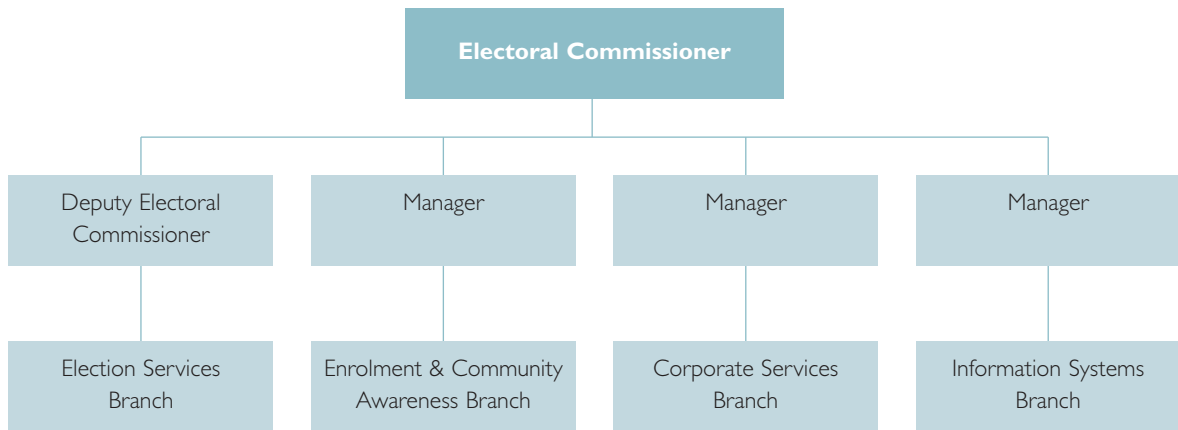 Electoral Commissioner
Deputy Electoral
Commissioner
Manager
Manager
Manager
Election Services
Branch
Enrolment & Community
Awareness Branch
Corporate Services
Branch
Information Systems
Branch